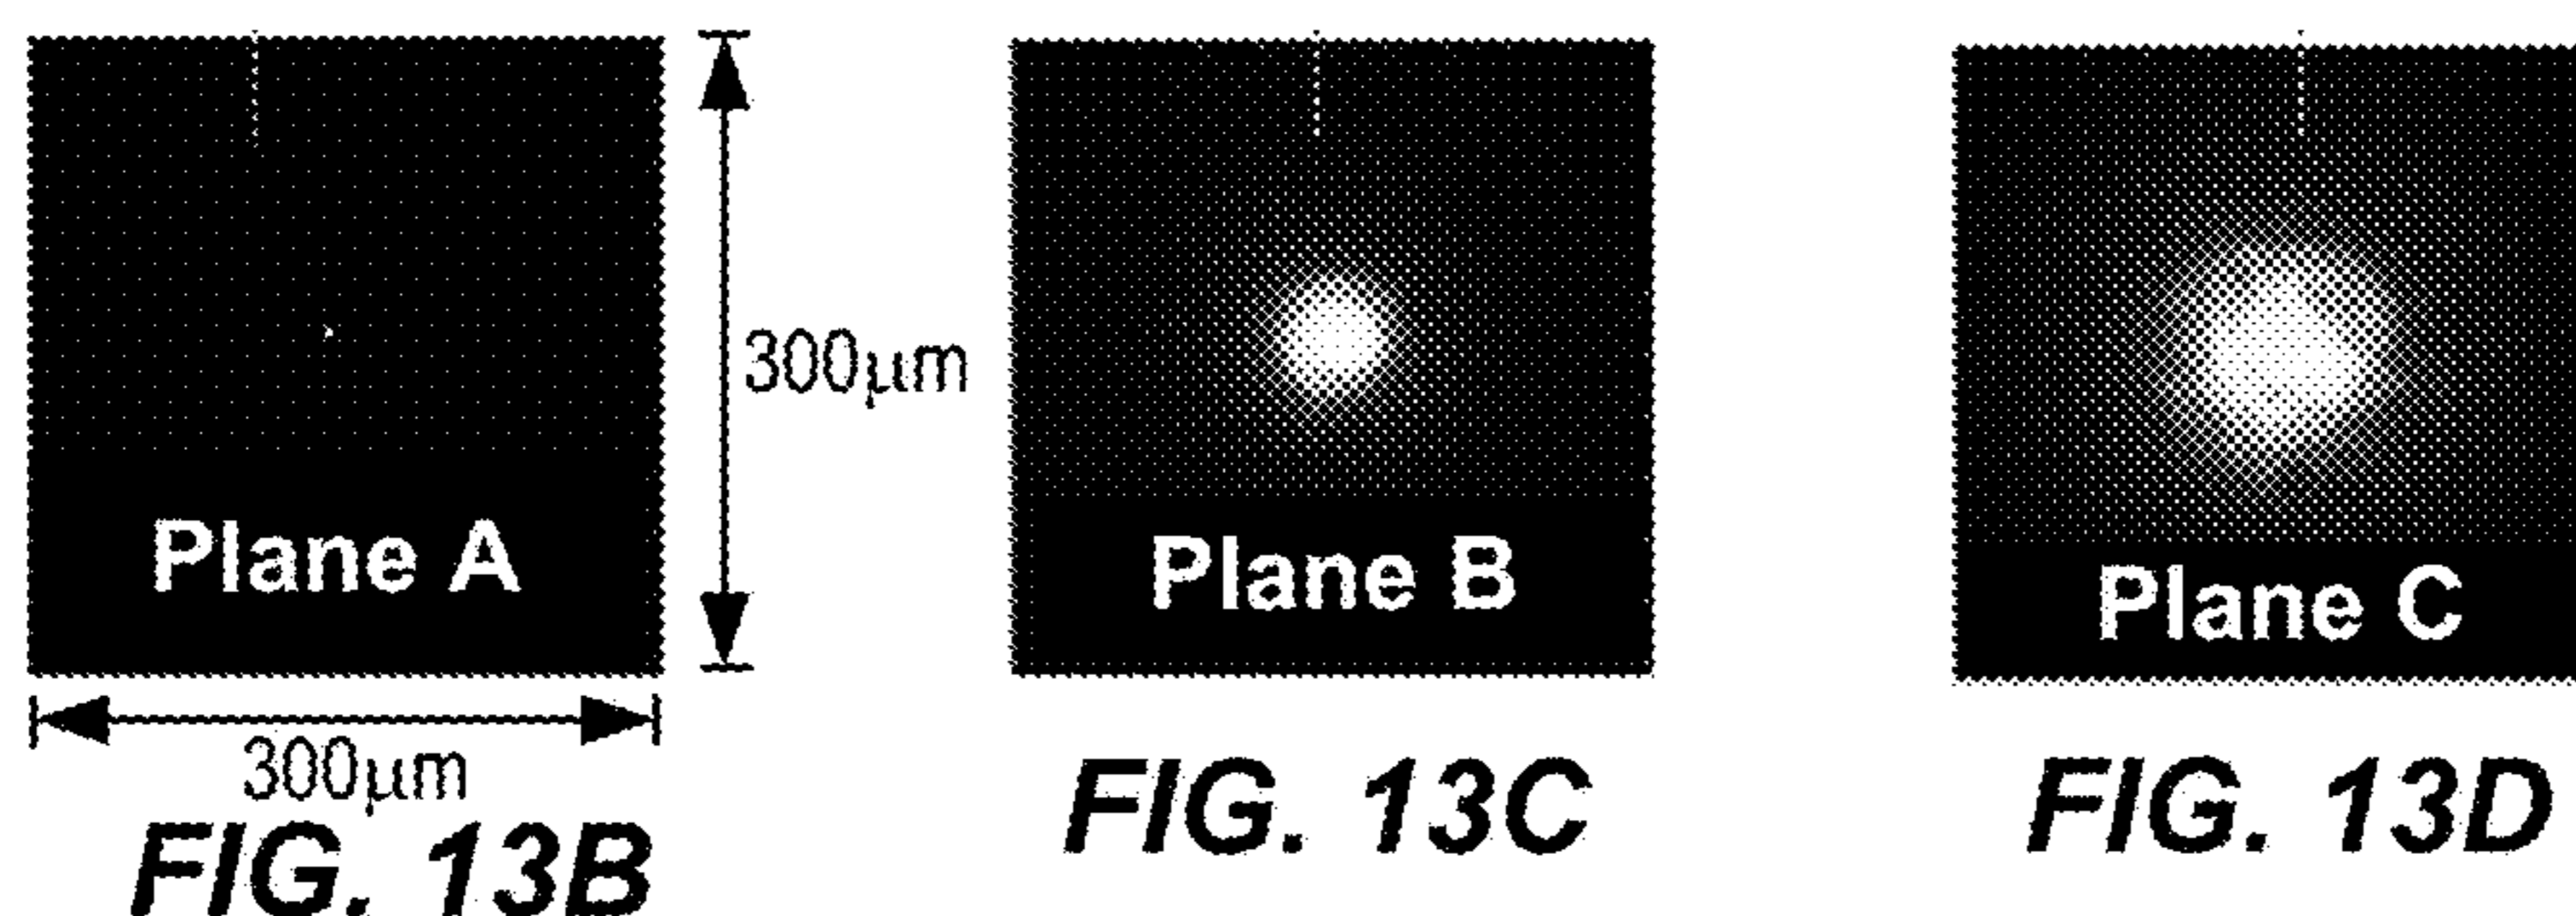 Plane A
300μm
300μm
FIG. 13B
Plane B
FIG. 13C
Plane C
FIG. 13D